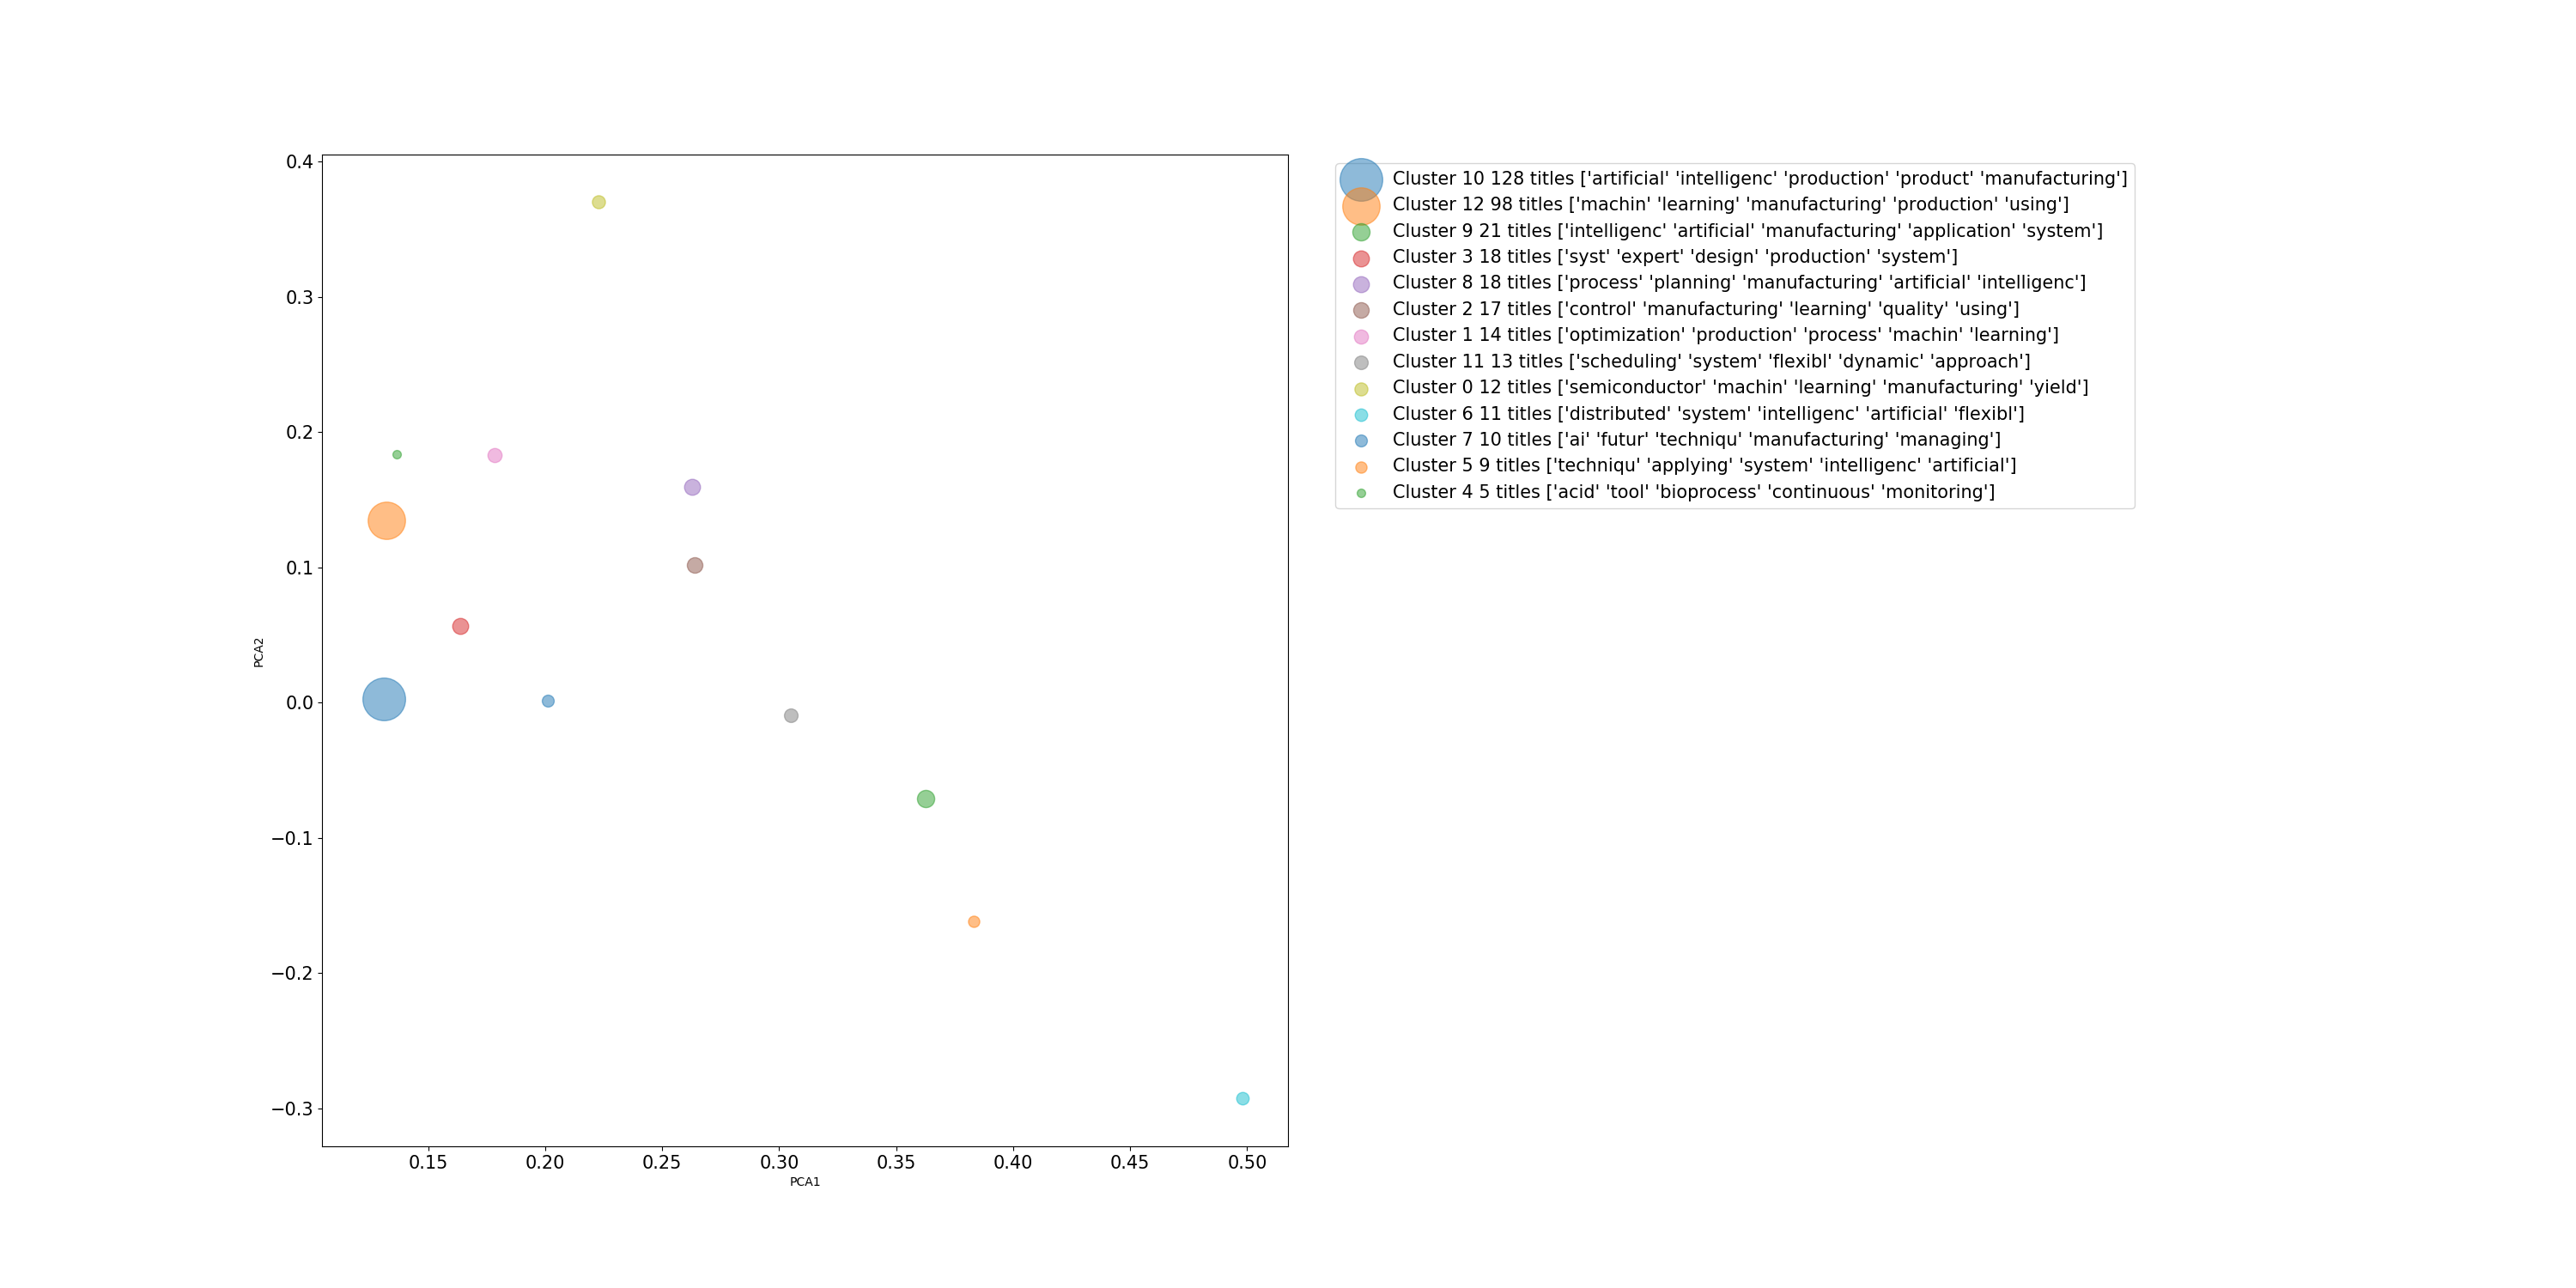 0.4
0.3
0.2
0.1
0.0
−0.1
−0.2
−0.3
PCA2
0.15 0.20 0.25 0.30 0.35 0.40 0.45 0.50
PCA1
Cluster 10 128 titles ['artificial' 'intelligenc' 'production' 'product' 'manufacturing']
Cluster 12 98 titles ['machin' 'learning' 'manufacturing' 'production' 'using']
Cluster 9 21 titles ['intelligenc' 'artificial' 'manufacturing' 'application' 'system']
Cluster 3 18 titles ['syst' 'expert' 'design' 'production' 'system']
Cluster 8 18 titles ['process' 'planning' 'manufacturing' 'artificial' 'intelligenc']
Cluster 2 17 titles ['control' 'manufacturing' 'learning' 'quality' 'using']
Cluster 1 14 titles ['optimization' 'production' 'process' 'machin' 'learning']
Cluster 11 13 titles ['scheduling' 'system' 'flexibl' 'dynamic' 'approach']
Cluster 0 12 titles ['semiconductor' 'machin' 'learning' 'manufacturing' 'yield']
Cluster 6 11 titles ['distributed' 'system' 'intelligenc' 'artificial' 'flexibl']
Cluster 7 10 titles ['ai' 'futur' 'techniqu' 'manufacturing' 'managing']
Cluster 5 9 titles ['techniqu' 'applying' 'system' 'intelligenc' 'artificial']
Cluster 4 5 titles ['acid' 'tool' 'bioprocess' 'continuous' 'monitoring']